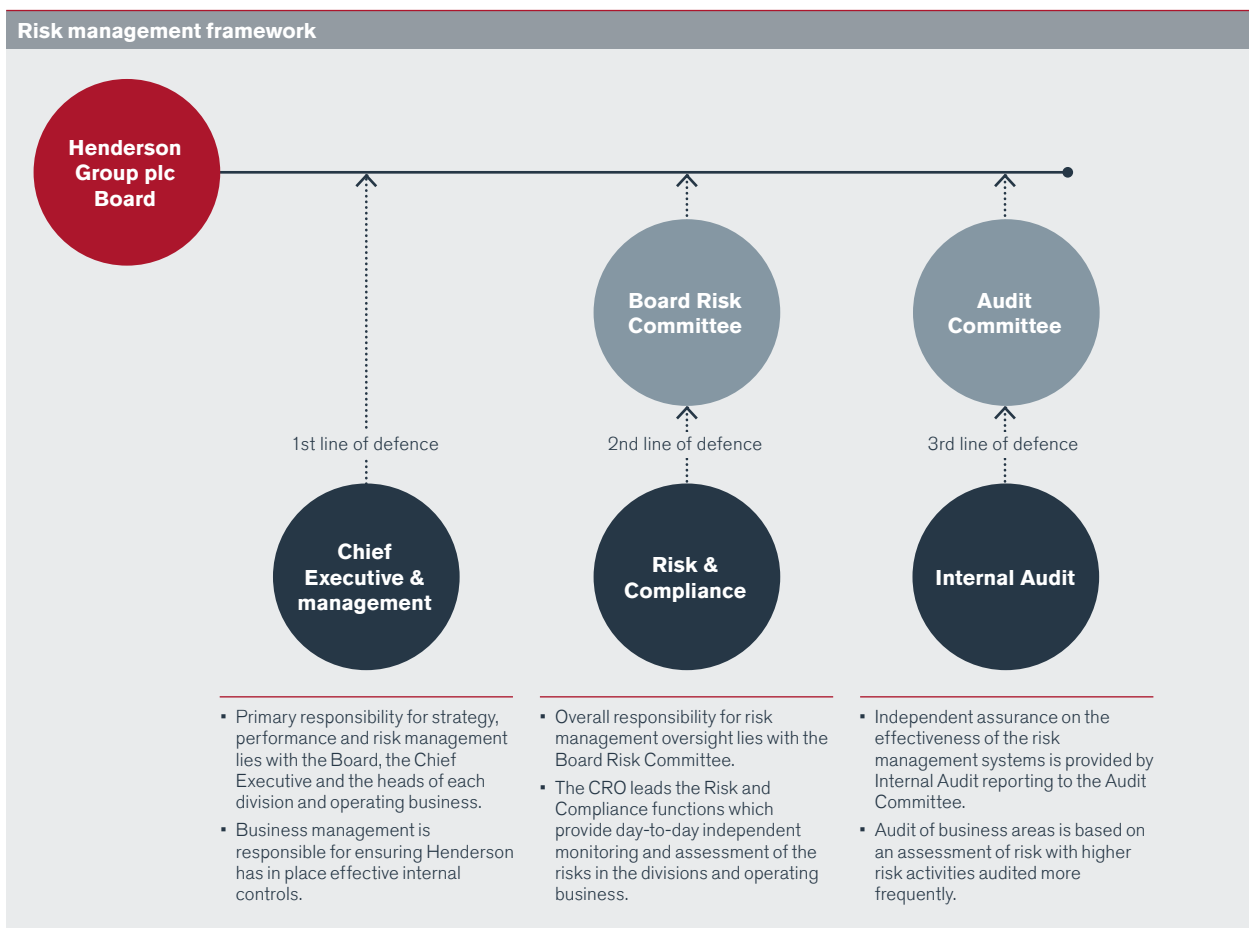 Risk management framework
Henderson
Group plc
Board
Board Risk
Committee
Audit
Committee
1st line of defence
2nd line of defence
3rd line of defence
Chief
Executive &
management
Risk &
Compliance
Internal Audit
▪ Primary responsibility for strategy,
performance and risk management
lies with the Board, the Chief
Executive and the heads of each
division and operating business.
▪ Business management is
responsible for ensuring Henderson
has in place effective internal
controls.
▪ Overall responsibility for risk
management oversight lies with the
Board Risk Committee.
▪ The CRO leads the Risk and
Compliance functions which
provide day-to-day independent
monitoring and assessment of the
risks in the divisions and operating
business.
▪ Independent assurance on the
effectiveness of the risk
management systems is provided by
Internal Audit reporting to the Audit
Committee.
▪ Audit of business areas is based on
an assessment of risk with higher
risk activities audited more
frequently.